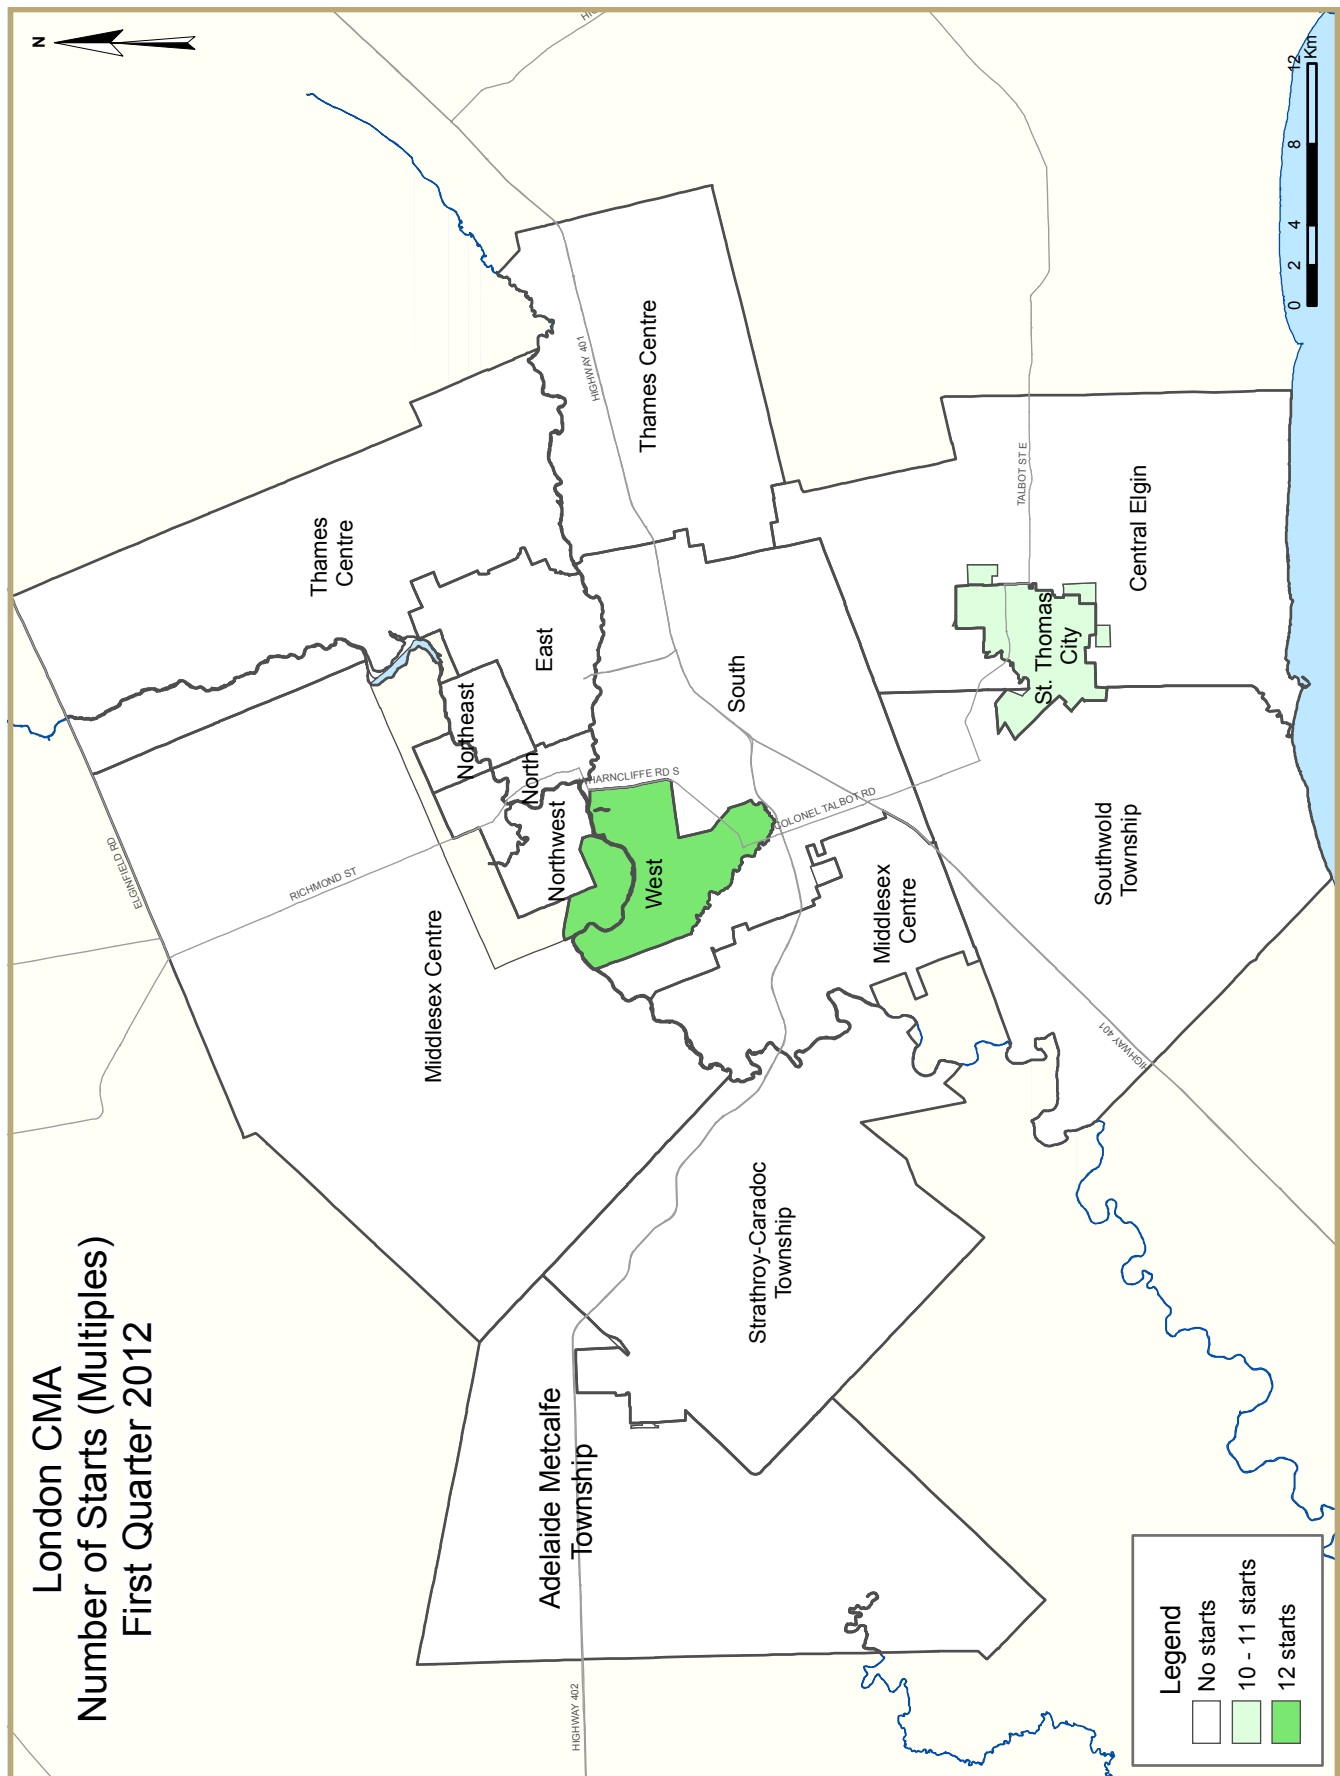 London CMA
Number of Starts (Multiples)
First Quarter 2012
N
ELGINFIELD RD
RICHMOND ST
Middlesex Centre
Thames
Centre
Northeast
North
East
Northwest
West
WHARNCLIFFE RD S
HIGHWAY 401
Thames Centre
South
COLONEL TALBOT RD
Middlesex
Centre
Adelaide Metcalfe
Township
HIGHWAY 402
Strathroy-Caradoc
Township
St. Thomas
City
TALBOT ST E
Central Elgin
Southwold
Township
HIGHWAY 401
Legend
No starts
10 - 11 starts
12 starts
0 2 4 8 12
Km